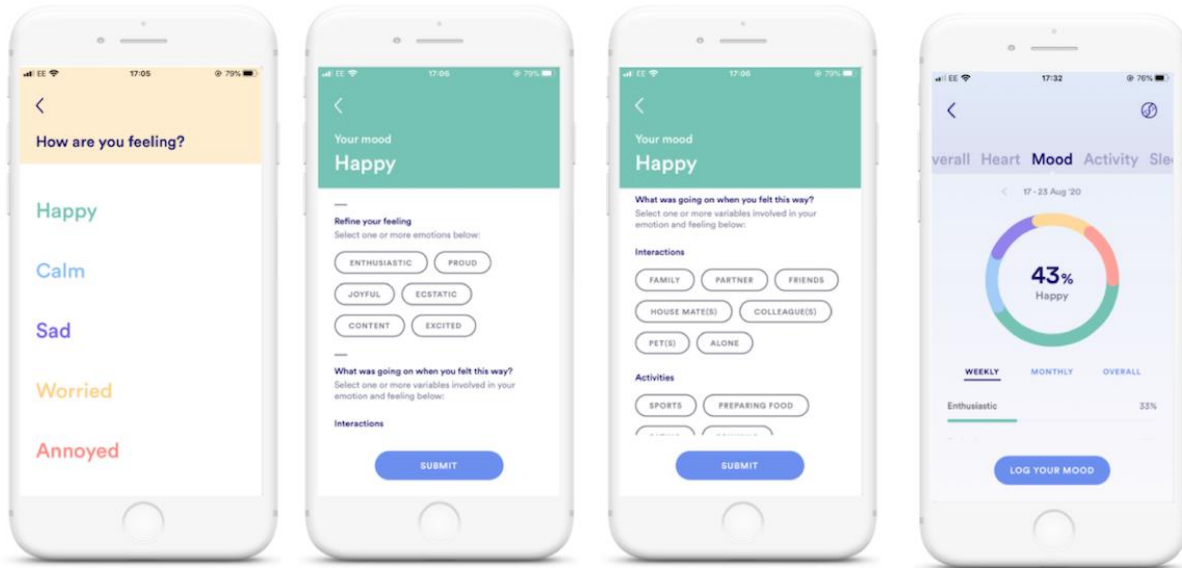 EE
17:05
79%
How are you feeling?
Happy
Calm
Sad
Worried
Annoyed
EE
17:06
79%
Your mood
Happy
Refine your feeling
Select one or more emotions below:
ENTHUSIASTIC
PROUD
JOYFUL
ECSTATIC
CONTENT
EXCITED
What was going on when you felt this way?
Select one or more variables involved in your
emotion and feeling below:
Interactions
SUBMIT
EE
17:06
79%
Your mood
Happy
What was going on when you felt this way?
Select one or more variables involved in your
emotion and feeling below:
Interactions
FAMILY
PARTNER
FRIENDS
HOUSE MATE(S)
COLLEAGUE(S)
PET(S)
ALONE
Activities
SPORTS
PREPARING FOOD
SUBMIT
EE
17:32
76%
verall Heart Mood Activity Sle
17 - 23 Aug '20
43%
Happy
WEEKLY
MONTHLY
OVERALL
Enthusiastic
33%
LOG YOUR MOOD